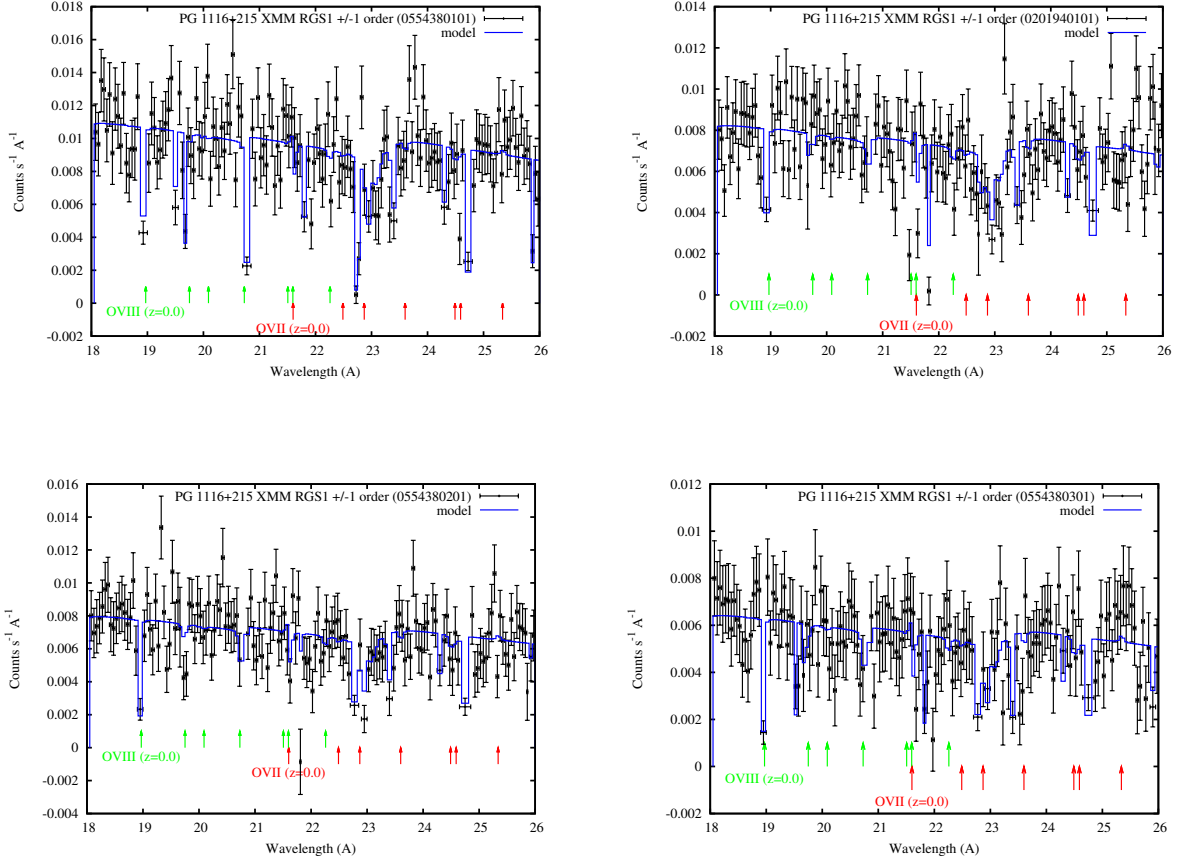 PG 1116+215 XMM RGS1 +/-1 order (0554380101)
model
0.018
0.016
0.014
0.012
0.01
0.008
0.006
0.004
0.002
0
-0.002
Counts s⁻¹ A⁻¹
OVIII (z=0.0)
OVII (z=0.0)
18 19 20 21 22 23 24 25 26
Wavelength (A)
PG 1116+215 XMM RGS1 +/-1 order (0201940101)
model
0.014
0.012
0.01
0.008
0.006
0.004
0.002
0
-0.002
Counts s⁻¹ A⁻¹
OVIII (z=0.0)
OVII (z=0.0)
18 19 20 21 22 23 24 25 26
Wavelength (A)
PG 1116+215 XMM RGS1 +/-1 order (0554380201)
model
0.016
0.014
0.012
0.01
0.008
0.006
0.004
0.002
0
-0.002
-0.004
Counts s⁻¹ A⁻¹
OVIII (z=0.0)
OVII (z=0.0)
18 19 20 21 22 23 24 25 26
Wavelength (A)
PG 1116+215 XMM RGS1 +/-1 order (0554380301)
model
0.012
0.01
0.008
0.006
0.004
0.002
0
-0.002
Counts s⁻¹ A⁻¹
OVIII (z=0.0)
OVII (z=0.0)
18 19 20 21 22 23 24 25 26
Wavelength (A)